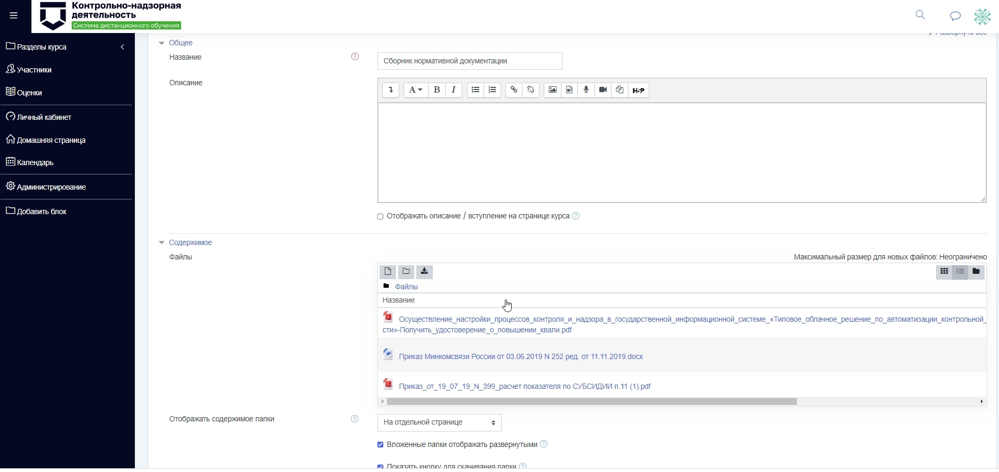 Контрольно-надзорная
деятельность
Система дистанционного обучения
Разделы курса
Участники
Оценки
Личный кабинет
Домашняя страница
Календарь
Администрирование
Добавить блок
Развернуть всё
Общее
Название
Сборник нормативной документации
Описание
A B I H5P
Отображать описание / вступление на странице курса
Содержимое
Файлы
Максимальный размер для новых файлов: Неограничено
Файлы
Название
Осуществление_настройки_процессов_контроля_и_надзора_в_государственной_информационной_системе_«Типовое_облачное_решение_по_автоматизации_контрольной_
сти»-Получить_удостоверение_о_повышении_квали.pdf
Приказ Минкомсвязи России от 03.06.2019 N 252 ред. от 11.11.2019.docx
Приказ_от_19_07_19_N_399_расчет показателя по СУБСИДИИ п.11 (1).pdf
Отображать содержимое папки
На отдельной странице
Вложенные папки отображать развернутыми
Показать кнопку для скачивания папки